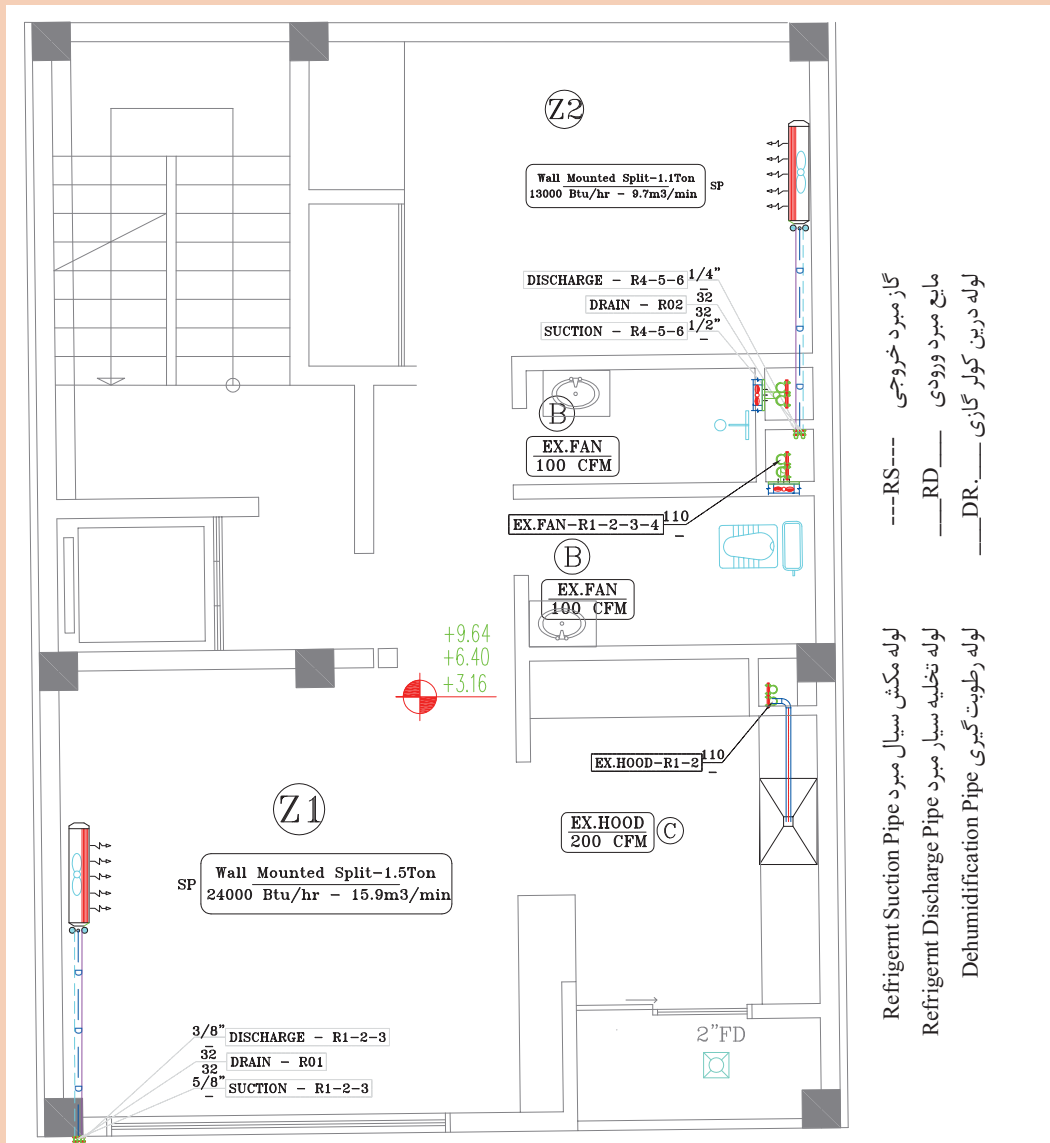 Z2
Wall Mounted Split-1.1Ton
13000 Btu/hr - 9.7m3/min
SP
DISCHARGE - R4-5-6 1/4"
DRAIN - R02 32
32
SUCTION - R4-5-6 1/2"
B
EX.FAN
100 CFM
EX.FAN-R1-2-3-4 110
B
EX.FAN
100 CFM
+9.64
+6.40
+3.16
EX.HOOD-R1-2 110
Z1
EX.HOOD
200 CFM
C
SP
Wall Mounted Split-1.5Ton
24000 Btu/hr - 15.9m3/min
3/8" DISCHARGE - R1-2-3
32 DRAIN - R01
32
5/8" SUCTION - R1-2-3
2"FD
---RS--- گاز مبرد خروجی
___RD___ مایع مبرد ورودی
___DR.___ لوله درین کولر گازی
Refrigernt Suction Pipe لوله مکش سیال مبرد
Refrigernt Discharge Pipe لوله تخلیه سیار مبرد
Dehumidification Pipe لوله رطوبت گیری